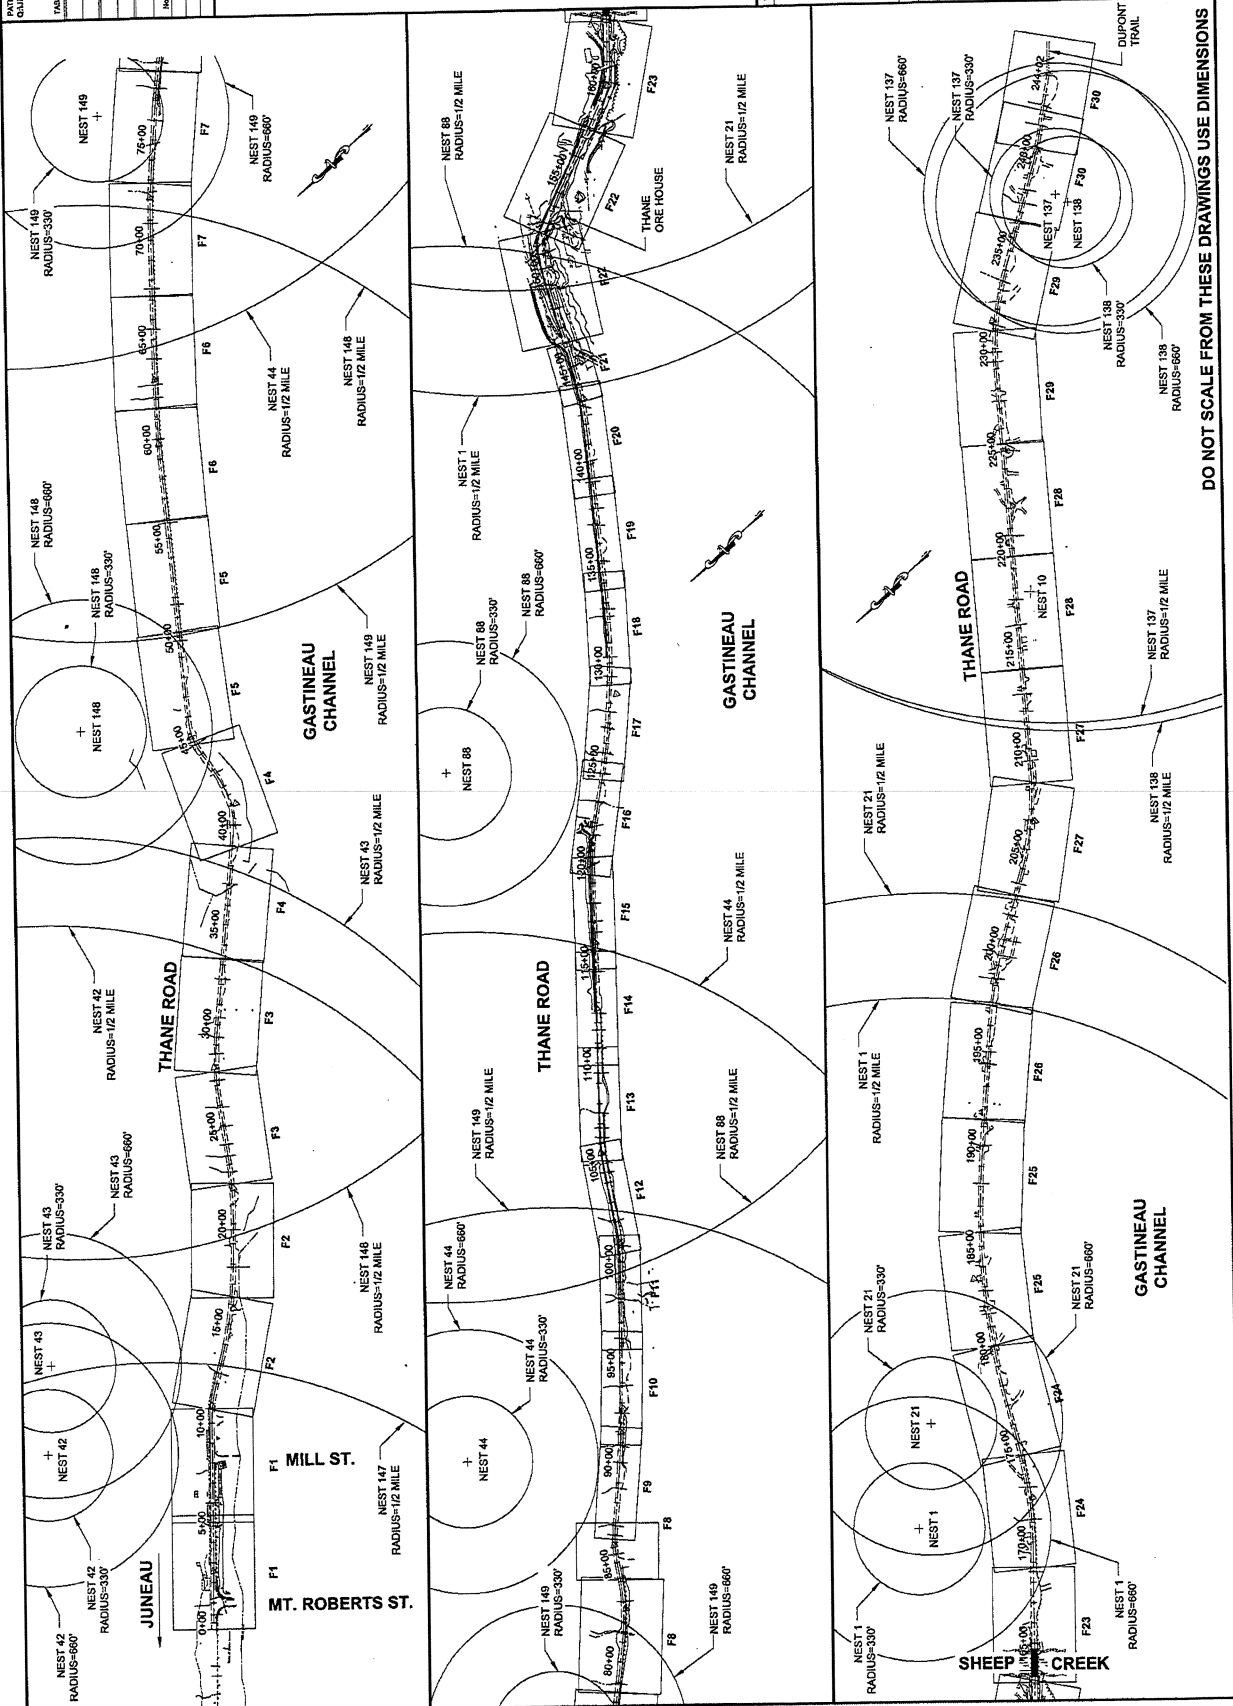 NEST 149
NEST 149
RADIUS=330'
NEST 149
RADIUS=660'
75+00
F7
70+00
F7
65+00
F6
NEST 44
RADIUS=1/2 MILE
NEST 148
RADIUS=1/2 MILE
60+00
F6
55+00
F5
NEST 148
RADIUS=660'
NEST 148
RADIUS=330'
NEST 148
50+00
F5
45+00
GASTINEAU
CHANNEL
NEST 149
RADIUS=1/2 MILE
F4
40+00
NEST 43
RADIUS=1/2 MILE
F4
35+00
NEST 42
RADIUS=1/2 MILE
THANE ROAD
30+00
F3
25+00
F3
NEST 43
RADIUS=660'
NEST 43
RADIUS=330'
NEST 43
20+00
F2
NEST 148
RADIUS=1/2 MILE
15+00
F2
10+00
NEST 42
F1
MILL ST.
NEST 147
RADIUS=1/2 MILE
5+00
F1
NEST 42
RADIUS=330'
NEST 42
RADIUS=660'
JUNEAU
0+00
MT. ROBERTS ST.
NEST 88
RADIUS=1/2 MILE
160+00
F23
155+00
F22
THANE
ORE HOUSE
NEST 21
RADIUS=1/2 MILE
F22
145+00
F21
NEST 1
RADIUS=1/2 MILE
F20
140+00
F19
135+00
NEST 88
RADIUS=660'
NEST 88
RADIUS=330'
NEST 88
F18
130+00
GASTINEAU
CHANNEL
F17
125+00
F16
120+00
F15
NEST 44
RADIUS=1/2 MILE
115+00
THANE ROAD
F14
110+00
F13
NEST 149
RADIUS=1/2 MILE
NEST 88
RADIUS=1/2 MILE
105+00
F12
100+00
F11
NEST 44
RADIUS=660'
NEST 44
RADIUS=330'
NEST 44
95+00
F10
90+00
F9
F8
85+00
NEST 149
RADIUS=330'
NEST 149
RADIUS=660'
80+00
F8
DUPONT
TRAIL
244+02
F30
NEST 137
RADIUS=660'
NEST 137
RADIUS=330'
240+00
F30
NEST 137
NEST 138
235+00
F29
NEST 138
RADIUS=330'
NEST 138
RADIUS=660'
230+00
F29
225+00
F28
220+00
NEST 10
F28
THANE ROAD
215+00
NEST 137
RADIUS=1/2 MILE
F27
210+00
NEST 138
RADIUS=1/2 MILE
NEST 21
RADIUS=1/2 MILE
205+00
F27
200+00
F26
NEST 1
RADIUS=1/2 MILE
195+00
F26
190+00
F25
GASTINEAU
CHANNEL
185+00
F25
NEST 21
RADIUS=330'
NEST 21
RADIUS=660'
NEST 21
180+00
F24
175+00
F24
NEST 1
170+00
NEST 1
RADIUS=330'
NEST 1
RADIUS=660'
F23
SHEEP CREEK
DO NOT SCALE FROM THESE DRAWINGS USE DIMENSIONS